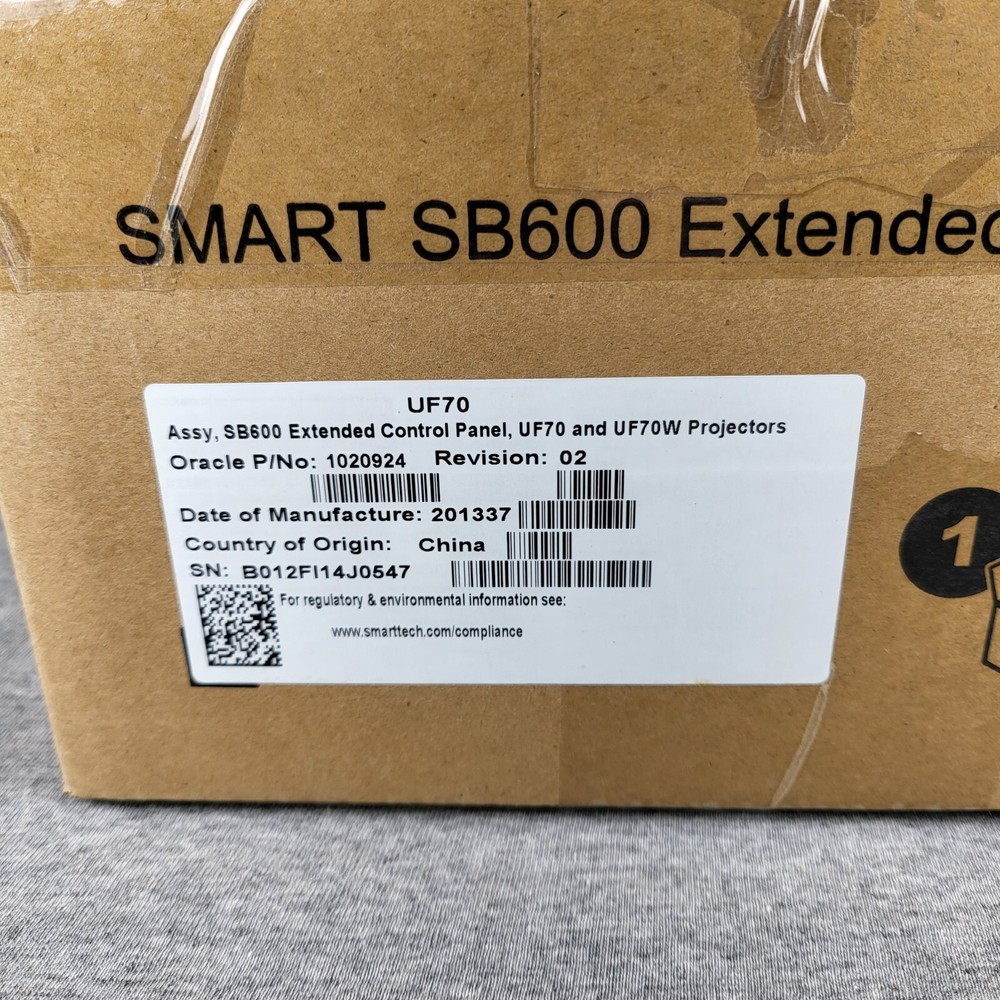 SMART SB600 Extended
UF70
Assy, SB600 Extended Control Panel, UF70 and UF70W Projectors
Oracle P/No: 1020924 Revision: 02
Date of Manufacture: 201337
Country of Origin: China
SN: B012FI14J0547
For regulatory & environmental information see:
www.smarttech.com/compliance
1